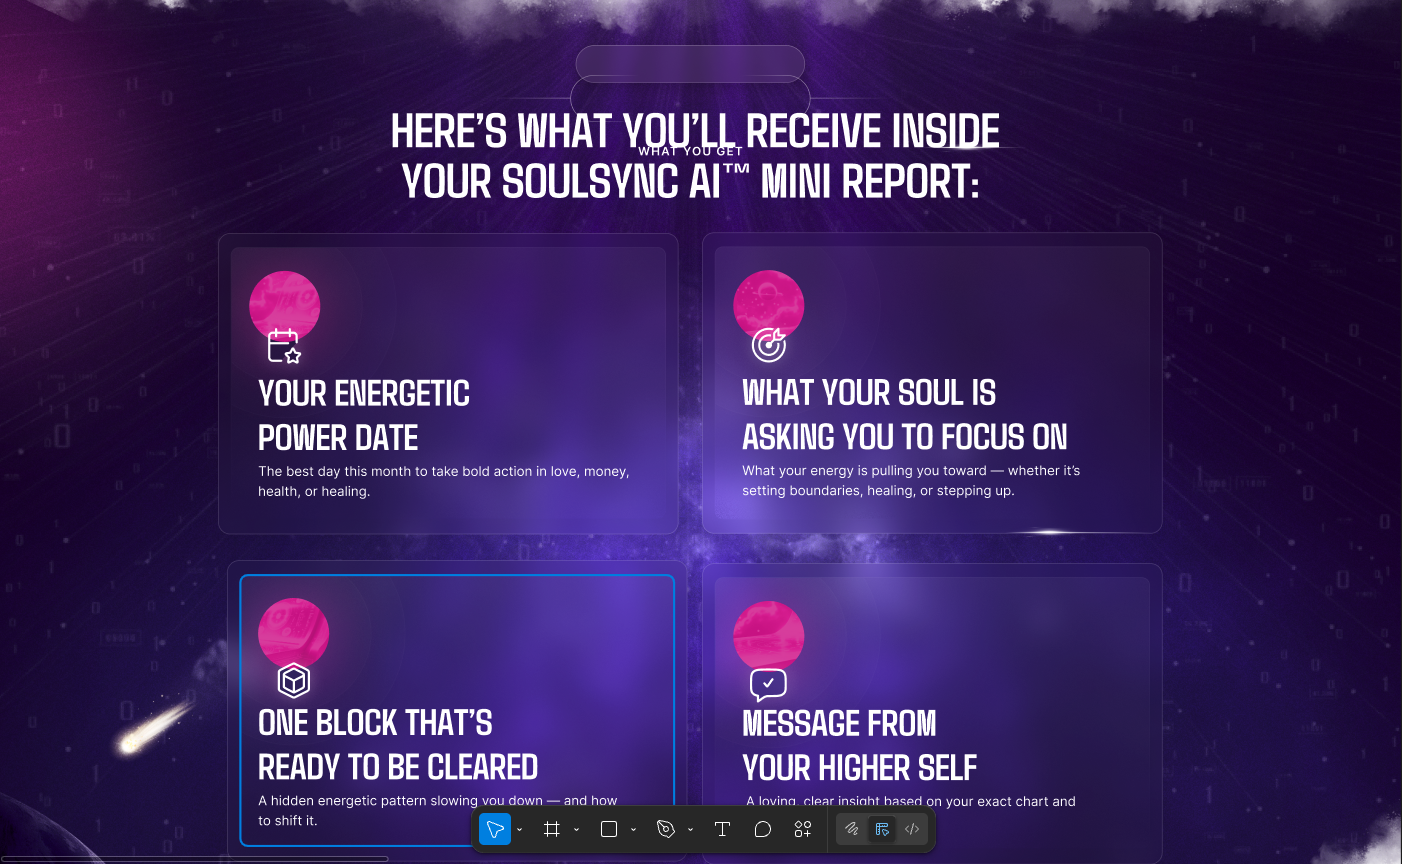 WHAT YOU GET
HERE’S WHAT YOU’LL RECEIVE INSIDE
YOUR SOULSYNC AI™ MINI REPORT:
YOUR ENERGETIC
POWER DATE
The best day this month to take bold action in love, money,
health, or healing.
WHAT YOUR SOUL IS
ASKING YOU TO FOCUS ON
What your energy is pulling you toward — whether it’s
setting boundaries, healing, or stepping up.
ONE BLOCK THAT’S
READY TO BE CLEARED
A hidden energetic pattern slowing you down — and how
to shift it.
MESSAGE FROM
YOUR HIGHER SELF
A loving, clear insight based on your exact chart and